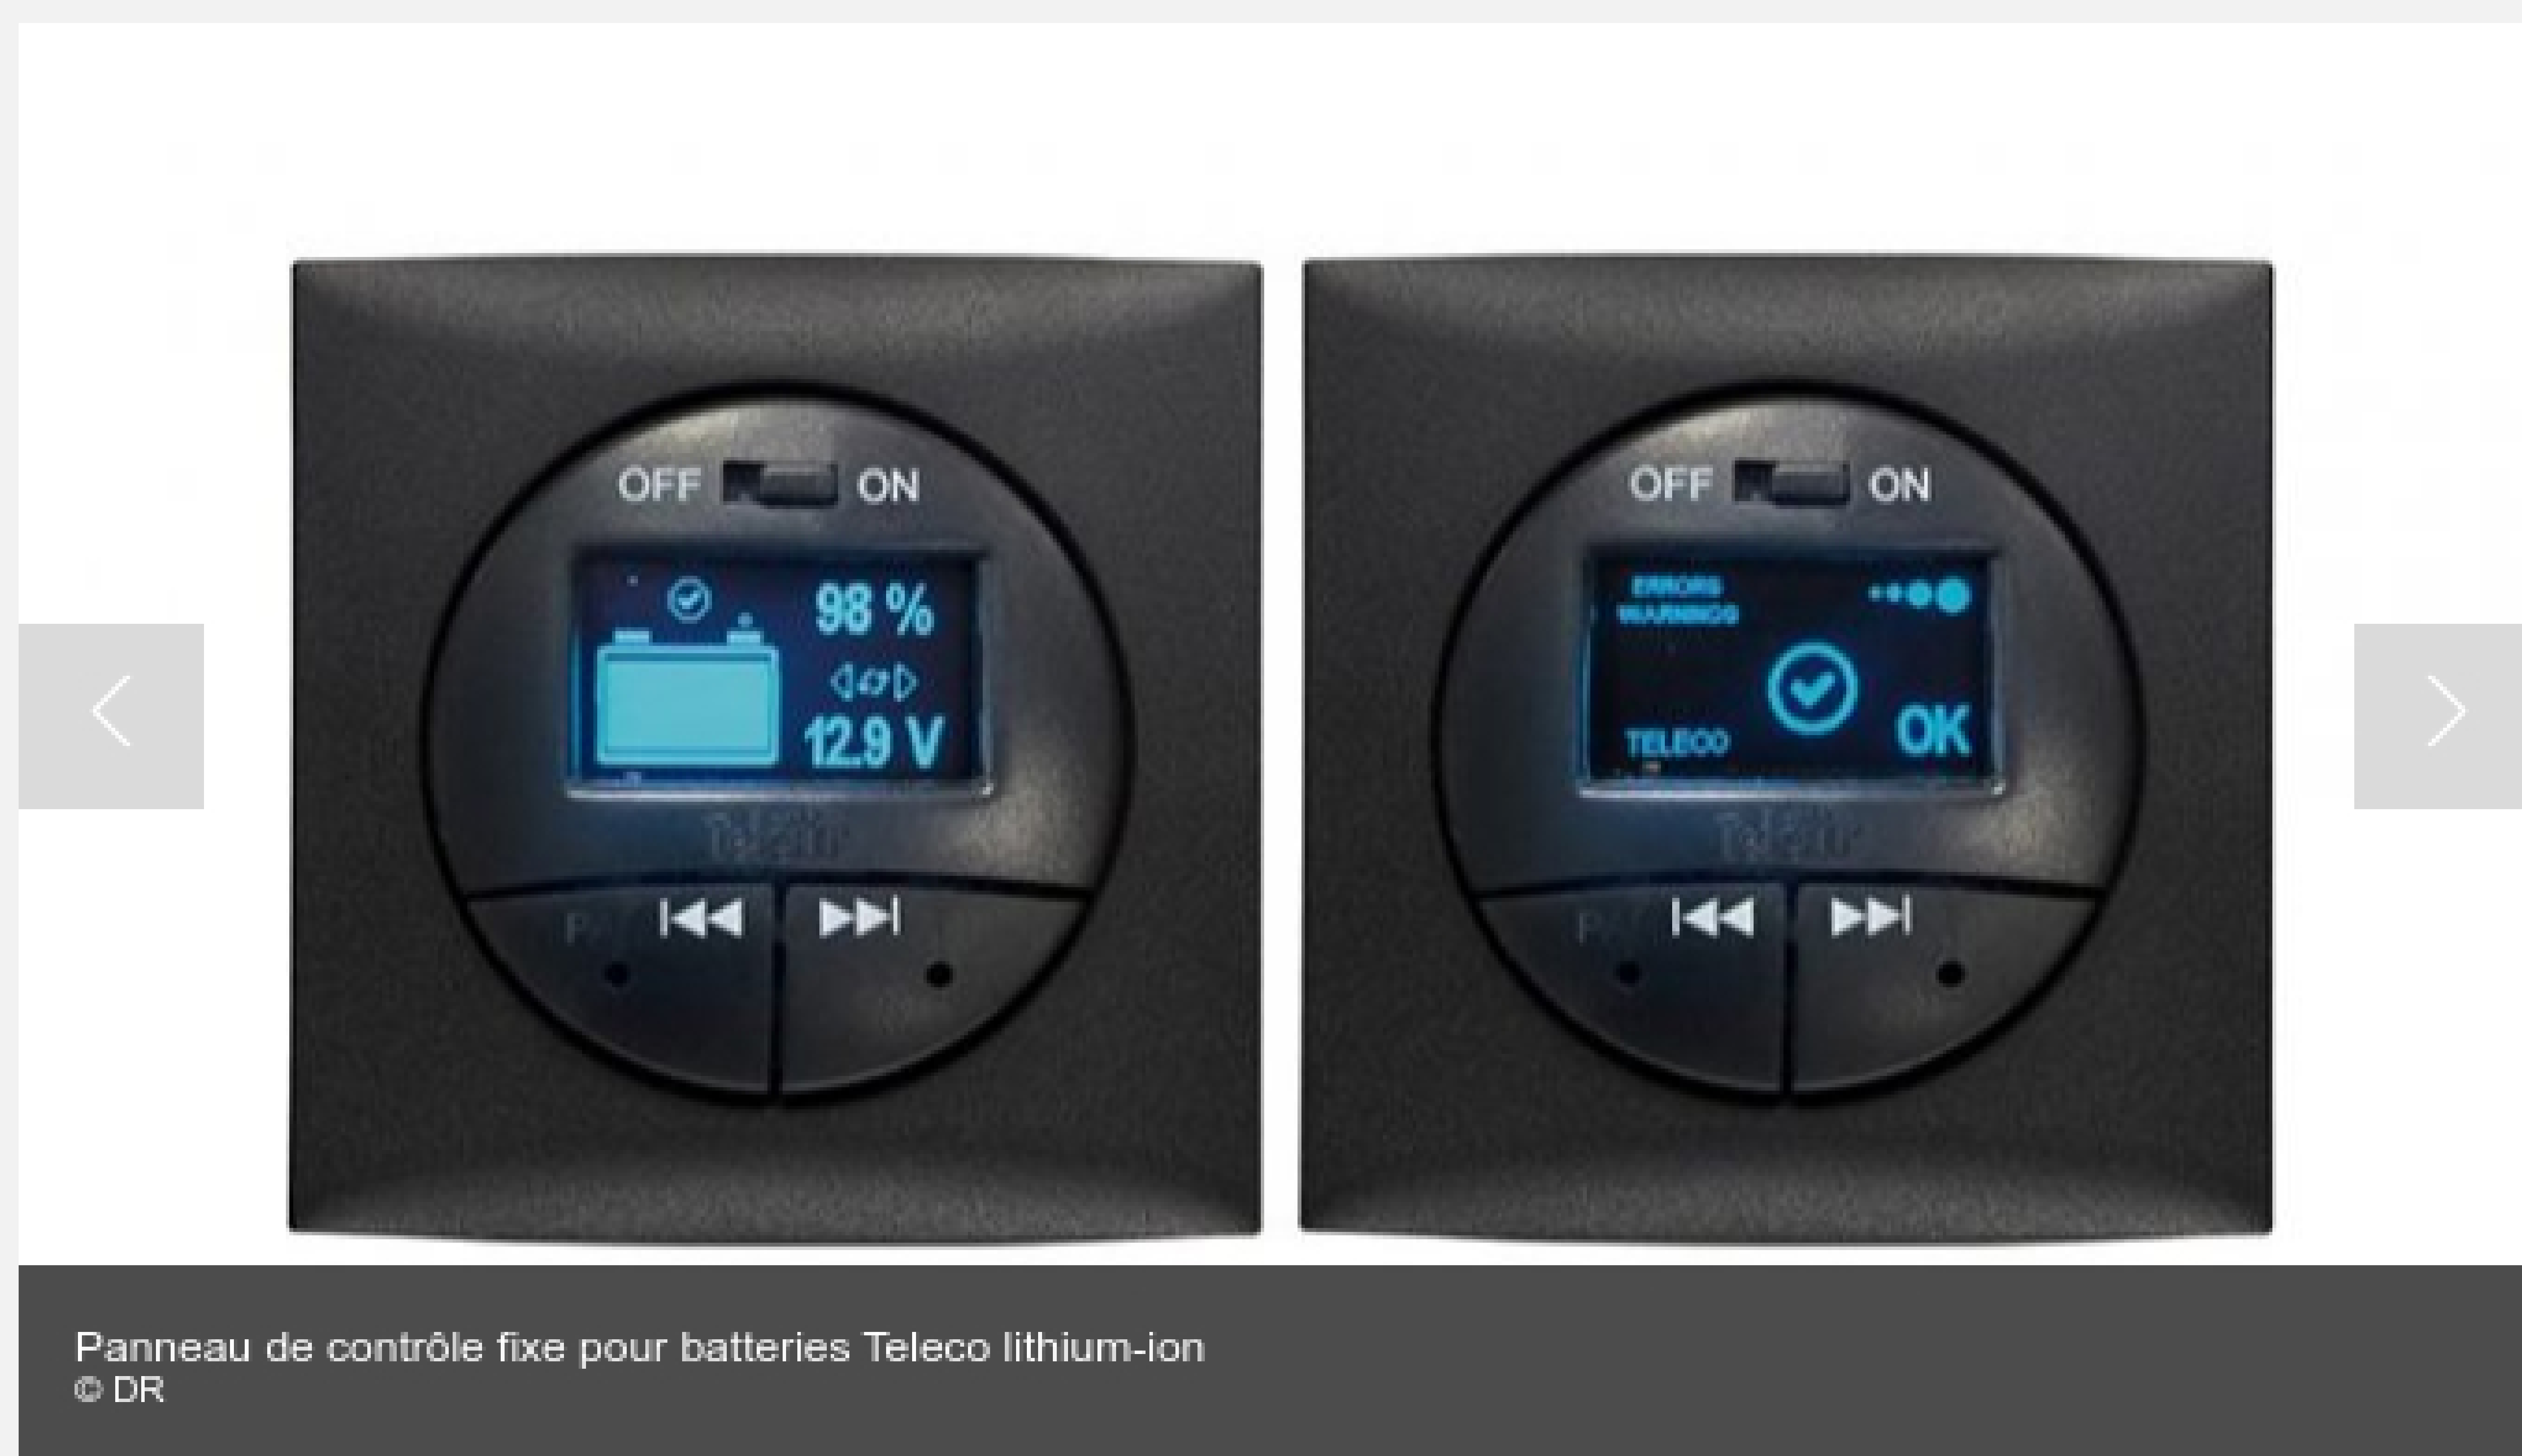 OFF ON
98 %
12.9 V
OFF ON
ERRORS
WARNINGS
TELECO
OK
Panneau de contrôle fixe pour batteries Teleco lithium-ion
© DR